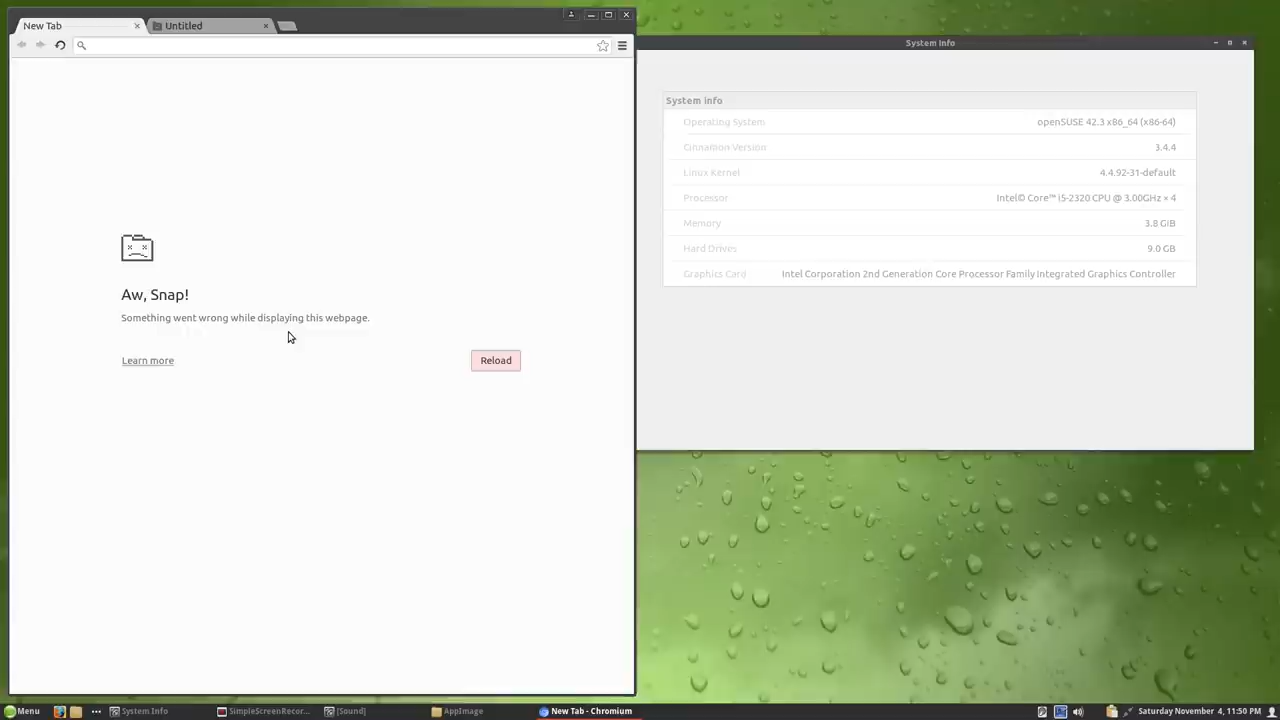 New Tab
Untitled
Aw, Snap!
Something went wrong while displaying this webpage.
Learn more
Reload
System Info
System info
Operating System openSUSE 42.3 x86_64 (x86-64)
Cinnamon Version 3.4.4
Linux Kernel 4.4.92-31-default
Processor Intel© Core™ i5-2320 CPU @ 3.00GHz × 4
Memory 3.8 GiB
Hard Drives 9.0 GB
Graphics Card Intel Corporation 2nd Generation Core Processor Family Integrated Graphics Controller
Menu System Info SimpleScreenRecor... [Sound] AppImage New Tab - Chromium Saturday November 4, 11:50 PM